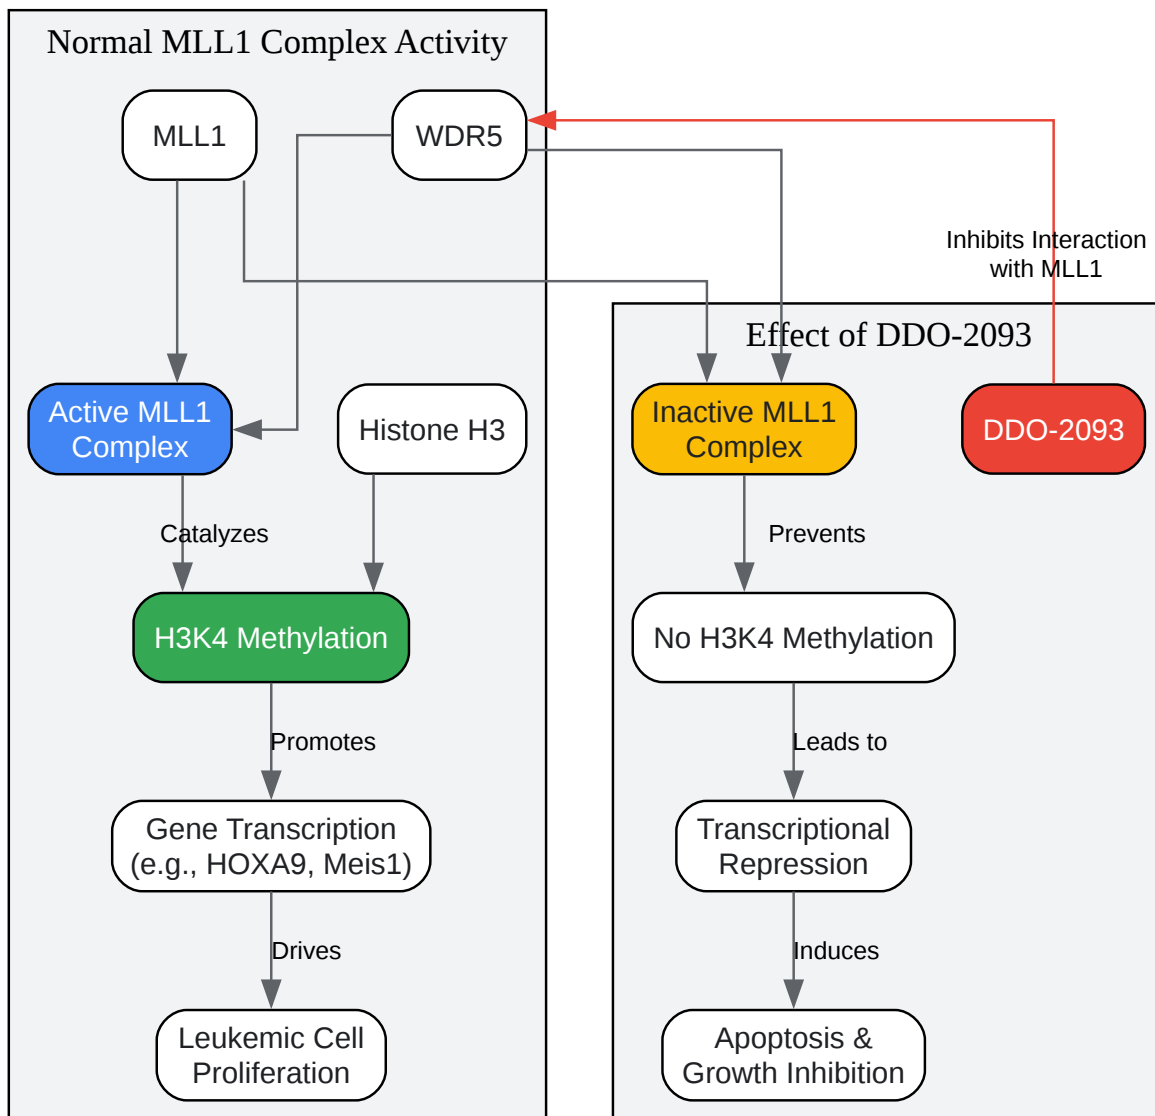 Normal MLL1 Complex Activity
MLL1
WDR5
Inhibits Interaction
with MLL1
Effect of DDO-2093
Active MLL1
Complex
Histone H3
Inactive MLL1
Complex
DDO-2093
Catalyzes
Prevents
H3K4 Methylation
No H3K4 Methylation
Promotes
Leads to
Gene Transcription
(e.g., HOXA9, Meis1)
Transcriptional
Repression
Drives
Induces
Leukemic Cell
Proliferation
Apoptosis &
Growth Inhibition